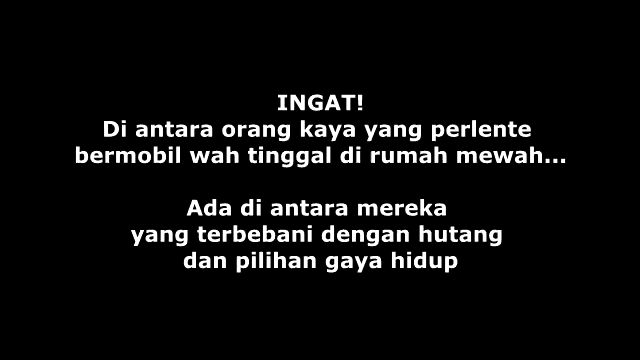 INGAT!
Di antara orang kaya yang perlente
bermobil wah tinggal di rumah mewah...
Ada di antara mereka
yang terbebani dengan hutang
dan pilihan gaya hidup